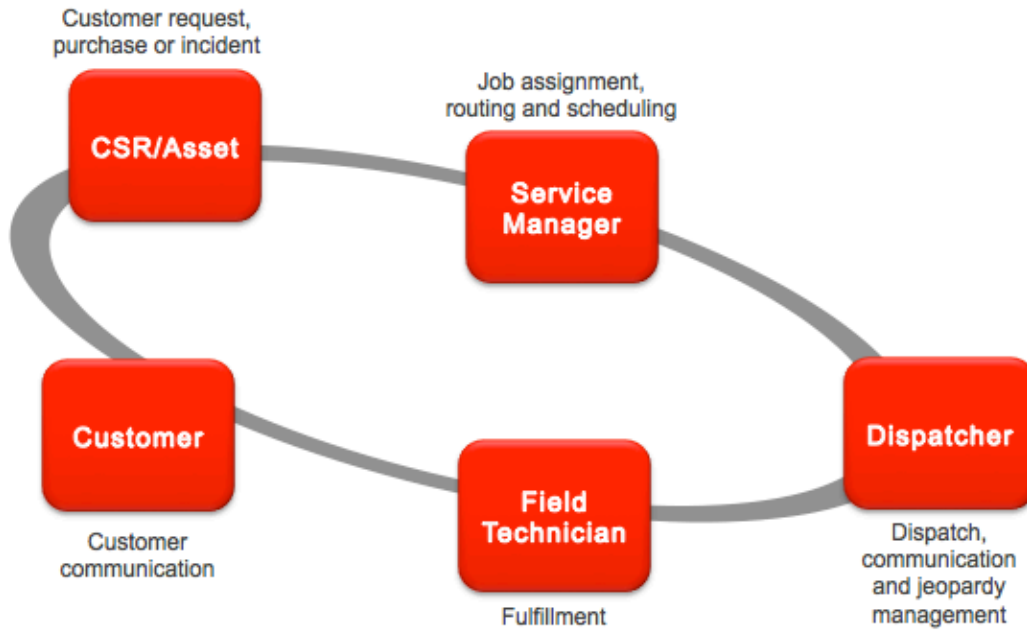 Customer request,
purchase or incident
CSR/Asset
Job assignment,
routing and scheduling
Service
Manager
Dispatcher
Dispatch,
communication
and jeopardy
management
Field
Technician
Fulfillment
Customer
Customer
communication